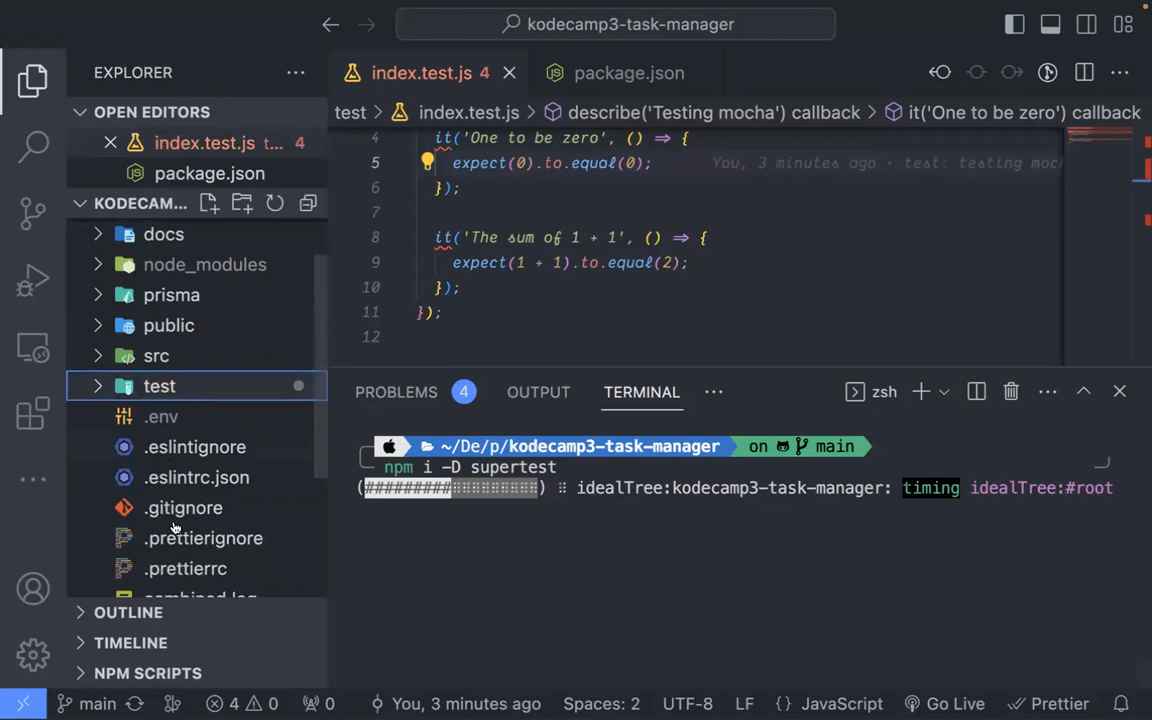 kodecamp3-task-manager
EXPLORER
OPEN EDITORS
index.test.js t... 4
package.json
KODECAM...
docs
node_modules
prisma
public
src
test
.env
.eslintignore
.eslintrc.json
.gitignore
.prettierignore
.prettierrc
combined.log
OUTLINE
TIMELINE
NPM SCRIPTS
index.test.js 4
package.json
test > index.test.js > describe('Testing mocha') callback > it('One to be zero') callback
4 it('One to be zero', () => {
5 expect(0).to.equal(0); You, 3 minutes ago • test: testing moch
6 });
7
8 it('The sum of 1 + 1', () => {
9 expect(1 + 1).to.equal(2);
10 });
11 });
12
PROBLEMS 4 OUTPUT TERMINAL ... zsh
~/De/p/kodecamp3-task-manager on main
npm i -D supertest
(#########⠂⠂⠂⠂⠂⠂⠂⠂⠂) ⠇ idealTree:kodecamp3-task-manager: timing idealTree:#root
main 4 0 0 You, 3 minutes ago Spaces: 2 UTF-8 LF {} JavaScript Go Live Prettier